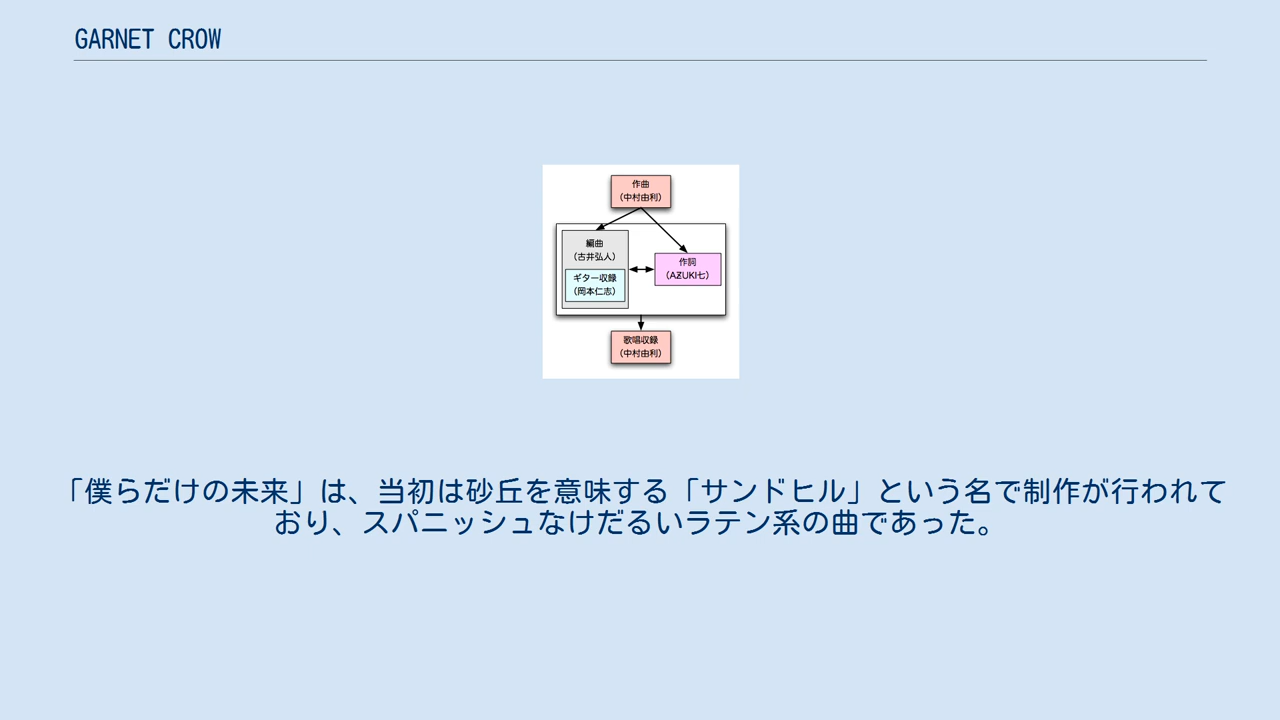 GARNET CROW
作曲
(中村由利)
編曲
(古井弘人)
ギター収録
(岡本仁志)
作詞
(AZUKI七)
歌唱収録
(中村由利)
「僕らだけの未来」は、当初は砂丘を意味する「サンドヒル」という名で制作が行われて
おり、スパニッシュなけだるいラテン系の曲であった。